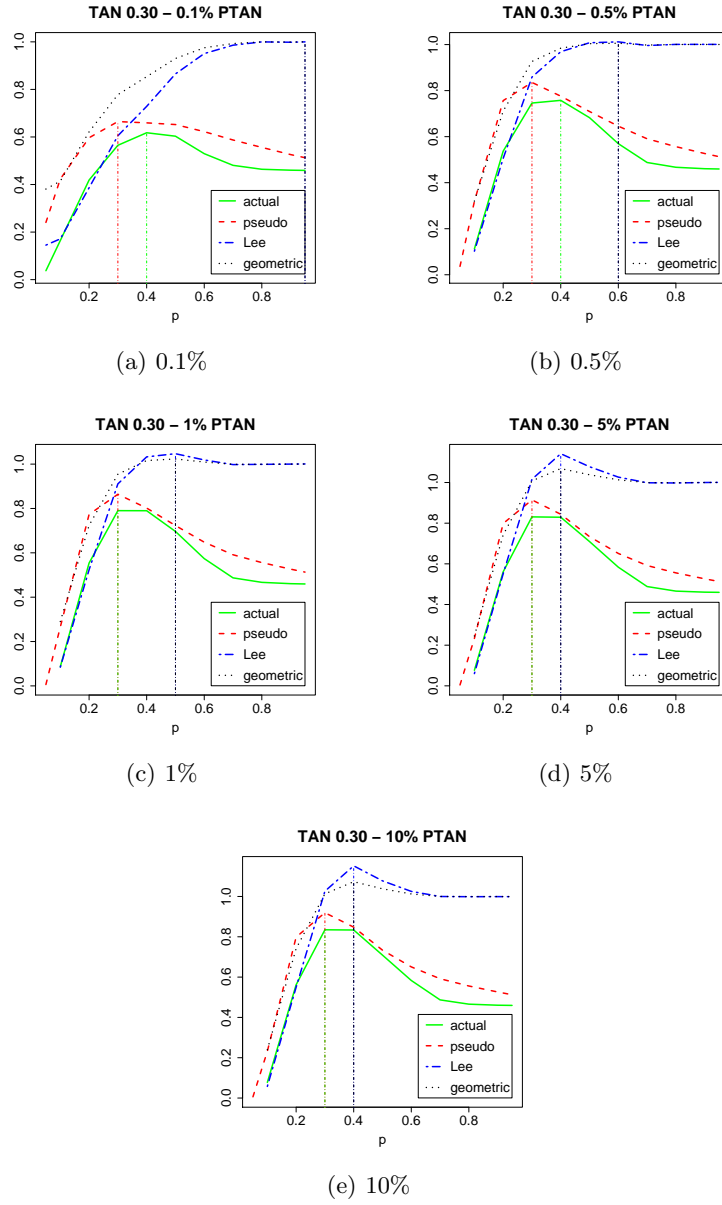 TAN 0.30 − 0.1% PTAN
1.0
0.8
0.6
0.4
0.2
0.0
actual
pseudo
Lee
geometric
0.2 0.4 0.6 0.8
p
(a) 0.1%
TAN 0.30 − 0.5% PTAN
1.0
0.8
0.6
0.4
0.2
0.0
actual
pseudo
Lee
geometric
0.2 0.4 0.6 0.8
p
(b) 0.5%
TAN 0.30 − 1% PTAN
1.0
0.8
0.6
0.4
0.2
0.0
actual
pseudo
Lee
geometric
0.2 0.4 0.6 0.8
p
(c) 1%
TAN 0.30 − 5% PTAN
1.0
0.8
0.6
0.4
0.2
0.0
actual
pseudo
Lee
geometric
0.2 0.4 0.6 0.8
p
(d) 5%
TAN 0.30 − 10% PTAN
1.0
0.8
0.6
0.4
0.2
0.0
actual
pseudo
Lee
geometric
0.2 0.4 0.6 0.8
p
(e) 10%